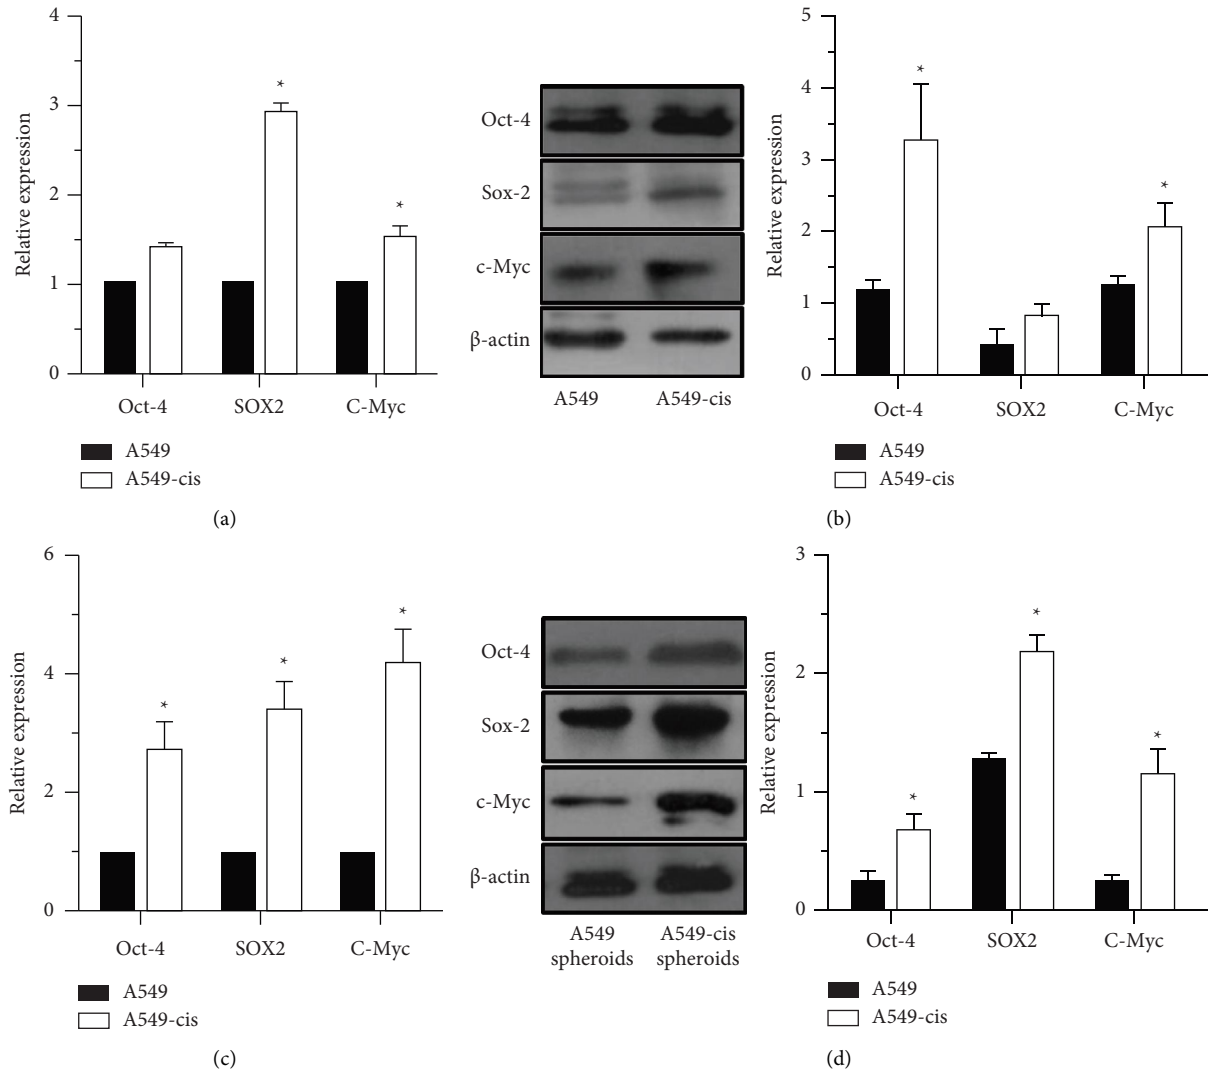 4
3
2
1
0
Relative expression
*
*
Oct-4
SOX2
C-Myc
A549
A549-cis
(a)
Oct-4
Sox-2
c-Myc
β-actin
A549
A549-cis
5
4
3
2
1
0
Relative expression
*
*
Oct-4
SOX2
C-Myc
A549
A549-cis
(b)
6
4
2
0
Relative expression
*
*
*
Oct-4
SOX2
C-Myc
A549
A549-cis
(c)
Oct-4
Sox-2
c-Myc
β-actin
A549
spheroids
A549-cis
spheroids
3
2
1
0
Relative expression
*
*
*
Oct-4
SOX2
C-Myc
A549
A549-cis
(d)